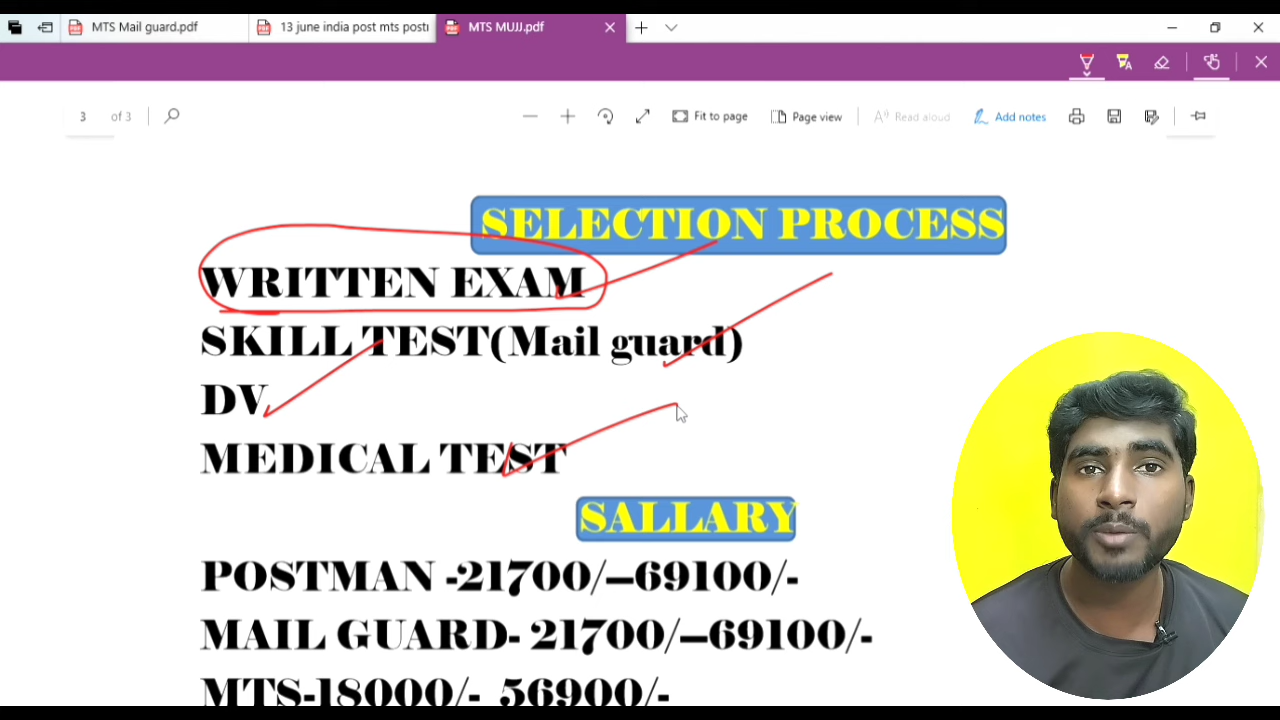 MTS Mail guard.pdf
13 june india post mts posti
MTS MUJJ.pdf
3 of 3
Fit to page
Page view
Read aloud
Add notes
SELECTION PROCESS
WRITTEN EXAM
SKILL TEST(Mail guard)
DV
MEDICAL TEST
SALLARY
POSTMAN -21700/--69100/-
MAIL GUARD- 21700/--69100/-
MTS-18000/- 56900/-